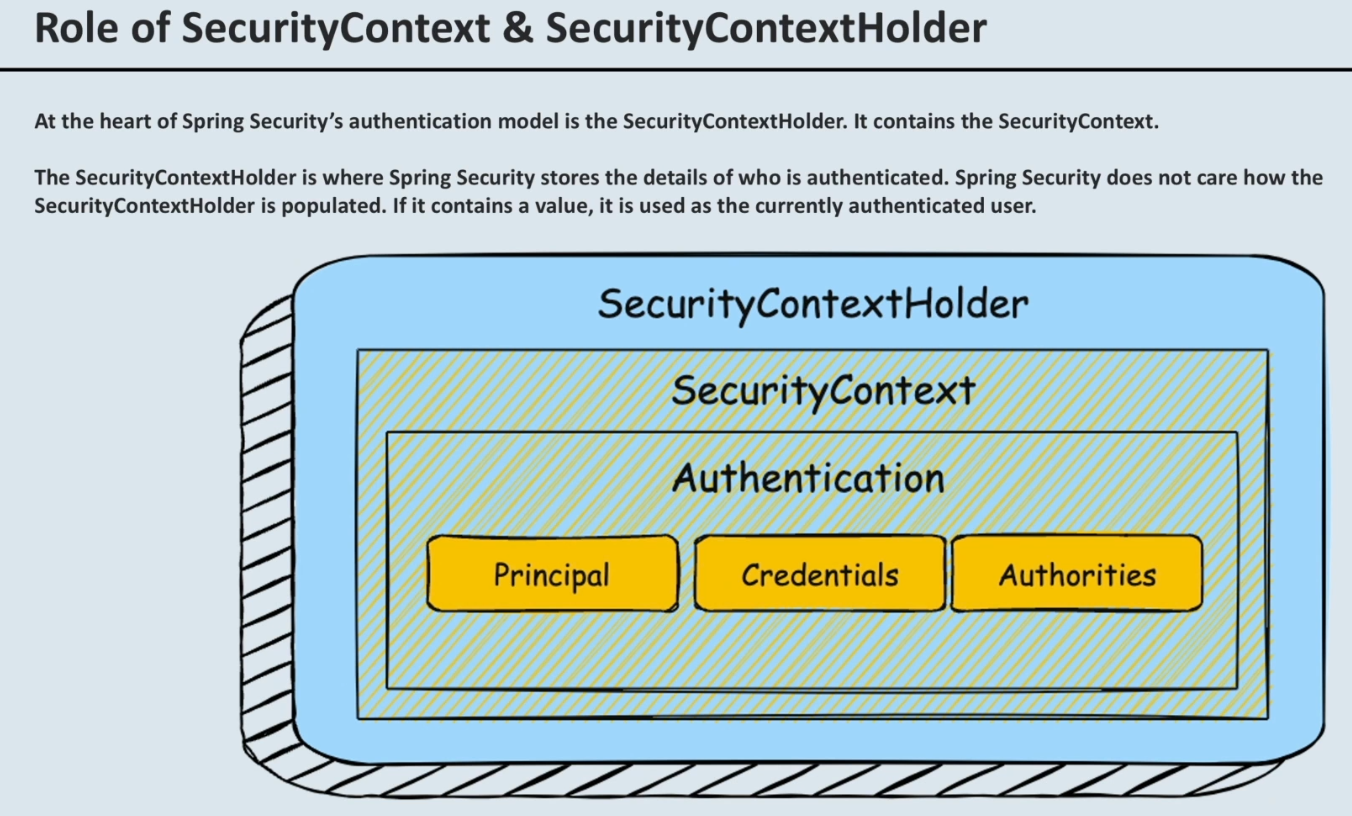 Role of SecurityContext & SecurityContextHolder
At the heart of Spring Security’s authentication model is the SecurityContextHolder. It contains the SecurityContext.
The SecurityContextHolder is where Spring Security stores the details of who is authenticated. Spring Security does not care how the
SecurityContextHolder is populated. If it contains a value, it is used as the currently authenticated user.
SecurityContextHolder
SecurityContext
Authentication
Principal
Credentials
Authorities